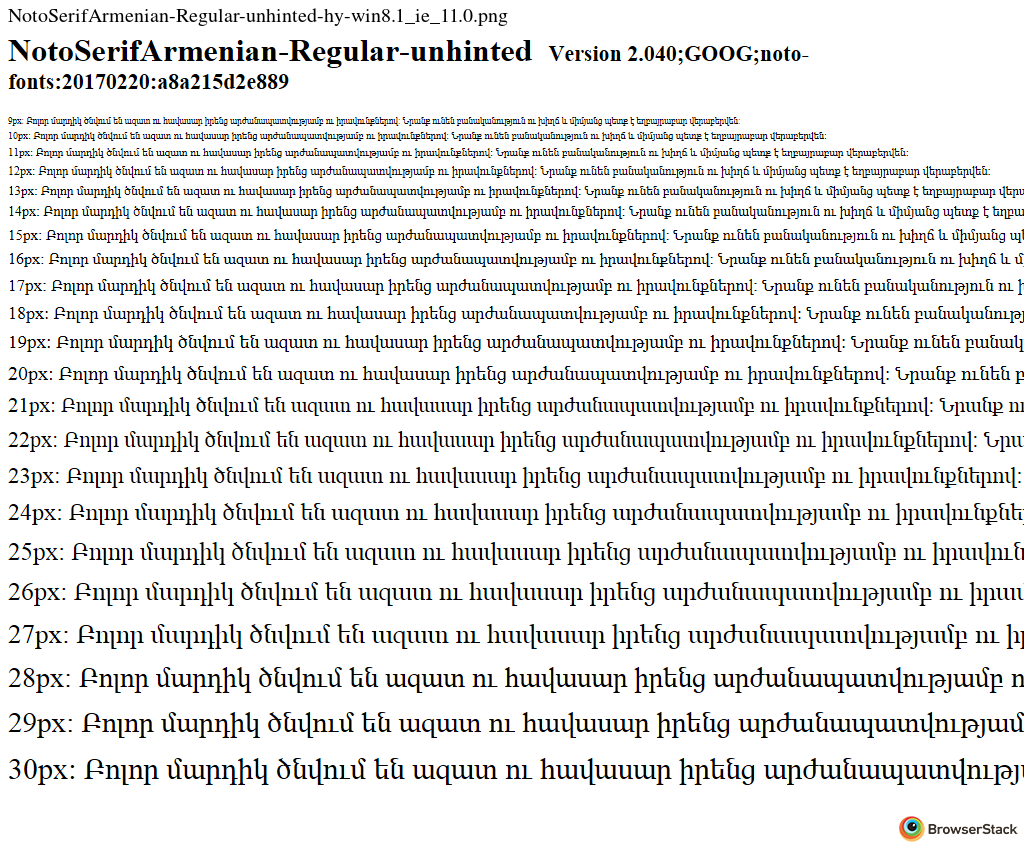 NotoSerifArmenian-Regular-unhinted-hy-win8.1_ie_11.0.png
NotoSerifArmenian-Regular-unhinted Version 2.040;GOOG;noto-
fonts:20170220:a8a215d2e889
9px: Բոլոր մարդիկ ծնվում են ազատ ու հավասար իրենց արժանապատվությամբ ու իրավունքներով: Նրանք ունեն բանականություն ու խիղճ և միմյանց պետք է եղբայրաբար վերաբերվեն:
10px: Բոլոր մարդիկ ծնվում են ազատ ու հավասար իրենց արժանապատվությամբ ու իրավունքներով: Նրանք ունեն բանականություն ու խիղճ և միմյանց պետք է եղբայրաբար վերաբերվեն:
11px: Բոլոր մարդիկ ծնվում են ազատ ու հավասար իրենց արժանապատվությամբ ու իրավունքներով: Նրանք ունեն բանականություն ու խիղճ և միմյանց պետք է եղբայրաբար վերաբերվեն:
12px: Բոլոր մարդիկ ծնվում են ազատ ու հավասար իրենց արժանապատվությամբ ու իրավունքներով: Նրանք ունեն բանականություն ու խիղճ և միմյանց պետք է եղբայրաբար վերաբերվեն:
13px: Բոլոր մարդիկ ծնվում են ազատ ու հավասար իրենց արժանապատվությամբ ու իրավունքներով: Նրանք ունեն բանականություն ու խիղճ և միմյանց պետք է եղբայրաբար վերա
14px: Բոլոր մարդիկ ծնվում են ազատ ու հավասար իրենց արժանապատվությամբ ու իրավունքներով: Նրանք ունեն բանականություն ու խիղճ և միմյանց պետք է եղբա
15px: Բոլոր մարդիկ ծնվում են ազատ ու հավասար իրենց արժանապատվությամբ ու իրավունքներով: Նրանք ունեն բանականություն ու խիղճ և միմյանց պե
16px: Բոլոր մարդիկ ծնվում են ազատ ու հավասար իրենց արժանապատվությամբ ու իրավունքներով: Նրանք ունեն բանականություն ու խիղճ և մ
17px: Բոլոր մարդիկ ծնվում են ազատ ու հավասար իրենց արժանապատվությամբ ու իրավունքներով: Նրանք ունեն բանականություն ու խ
18px: Բոլոր մարդիկ ծնվում են ազատ ու հավասար իրենց արժանապատվությամբ ու իրավունքներով: Նրանք ունեն բանականությ
19px: Բոլոր մարդիկ ծնվում են ազատ ու հավասար իրենց արժանապատվությամբ ու իրավունքներով: Նրանք ունեն բանակ
20px: Բոլոր մարդիկ ծնվում են ազատ ու հավասար իրենց արժանապատվությամբ ու իրավունքներով: Նրանք ունեն բ
21px: Բոլոր մարդիկ ծնվում են ազատ ու հավասար իրենց արժանապատվությամբ ու իրավունքներով: Նրանք ու
22px: Բոլոր մարդիկ ծնվում են ազատ ու հավասար իրենց արժանապատվությամբ ու իրավունքներով: Նրա
23px: Բոլոր մարդիկ ծնվում են ազատ ու հավասար իրենց արժանապատվությամբ ու իրավունքներով:
24px: Բոլոր մարդիկ ծնվում են ազատ ու հավասար իրենց արժանապատվությամբ ու իրավունքնե
25px: Բոլոր մարդիկ ծնվում են ազատ ու հավասար իրենց արժանապատվությամբ ու իրավուն
26px: Բոլոր մարդիկ ծնվում են ազատ ու հավասար իրենց արժանապատվությամբ ու իրավ
27px: Բոլոր մարդիկ ծնվում են ազատ ու հավասար իրենց արժանապատվությամբ ու իր
28px: Բոլոր մարդիկ ծնվում են ազատ ու հավասար իրենց արժանապատվությամբ ո
29px: Բոլոր մարդիկ ծնվում են ազատ ու հավասար իրենց արժանապատվությամ
30px: Բոլոր մարդիկ ծնվում են ազատ ու հավասար իրենց արժանապատվությ
BrowserStack